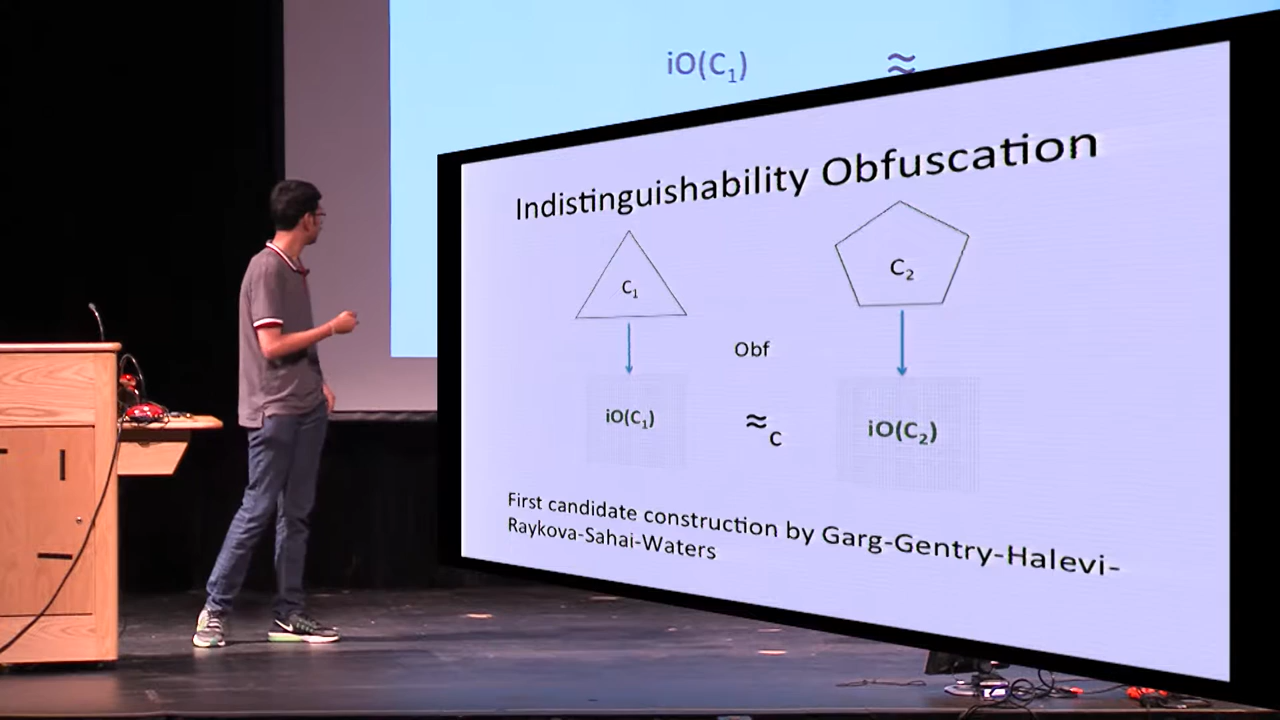 iO(C₁) ≈
Indistinguishability Obfuscation
C₁ C₂
Obf
iO(C₁) ≈c iO(C₂)
First candidate construction by Garg-Gentry-Halevi-
Raykova-Sahai-Waters